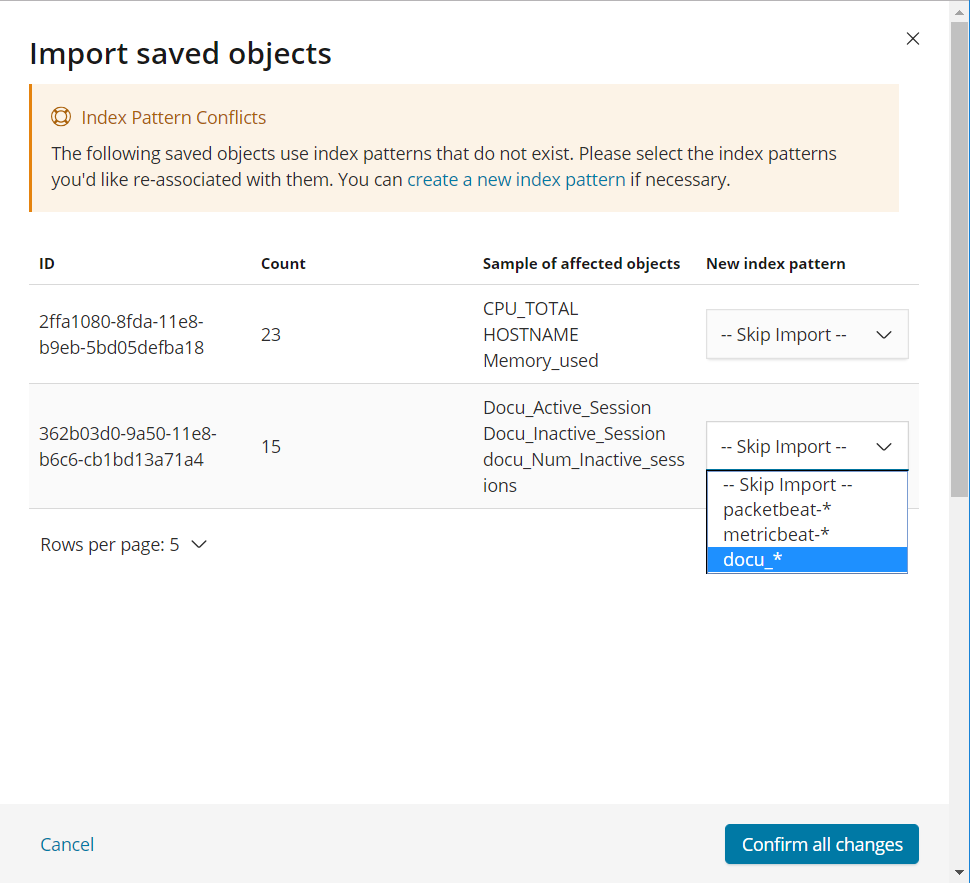 Import saved objects
Index Pattern Conflicts
The following saved objects use index patterns that do not exist. Please select the index patterns
you'd like re-associated with them. You can create a new index pattern if necessary.
ID Count Sample of affected objects New index pattern
2ffa1080-8fda-11e8-
b9eb-5bd05defba18
23
CPU_TOTAL
HOSTNAME
Memory_used
-- Skip Import --
362b03d0-9a50-11e8-
b6c6-cb1bd13a71a4
15
Docu_Active_Session
Docu_Inactive_Session
docu_Num_Inactive_sess
ions
-- Skip Import --
-- Skip Import --
packetbeat-*
metricbeat-*
docu_*
Rows per page: 5
Cancel
Confirm all changes